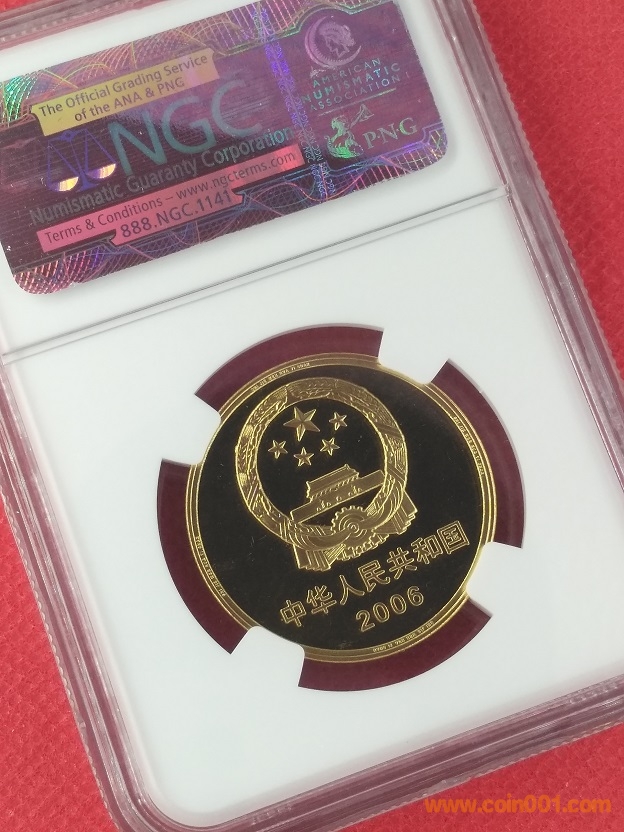 The Official Grading Service
of the ANA & PNG
NGC
Numismatic Guaranty Corporation
Terms & Conditions – www.ngcterms.com
888.NGC.1141
AMERICAN
NUMISMATIC
ASSOCIATION
PNG
中华人民共和国
2006
www.coin001.com